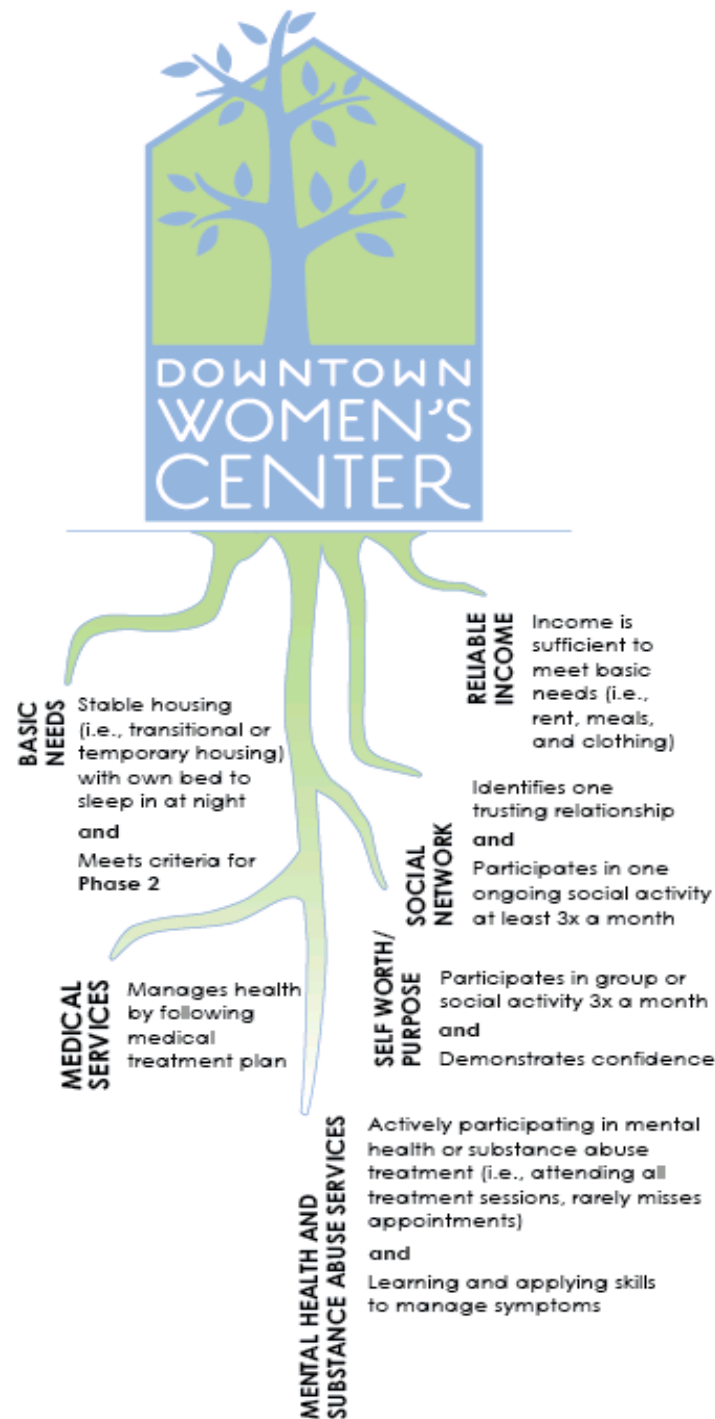 DOWNTOWN
WOMEN'S
CENTER
BASIC
NEEDS
Stable housing
(i.e., transitional or
temporary housing)
with own bed to
sleep in at night
and
Meets criteria for
Phase 2
RELIABLE
INCOME
Income is
sufficient to
meet basic
needs (i.e.,
rent, meals,
and clothing)
SOCIAL
NETWORK
Identifies one
trusting relationship
and
Participates in one
ongoing social activity
at least 3x a month
MEDICAL
SERVICES
Manages health
by following
medical
treatment plan
SELF WORTH/
PURPOSE
Participates in group or
social activity 3x a month
and
Demonstrates confidence
MENTAL HEALTH AND
SUBSTANCE ABUSE SERVICES
Actively participating in mental
health or substance abuse
treatment (i.e., attending all
treatment sessions, rarely misses
appointments)
and
Learning and applying skills
to manage symptoms